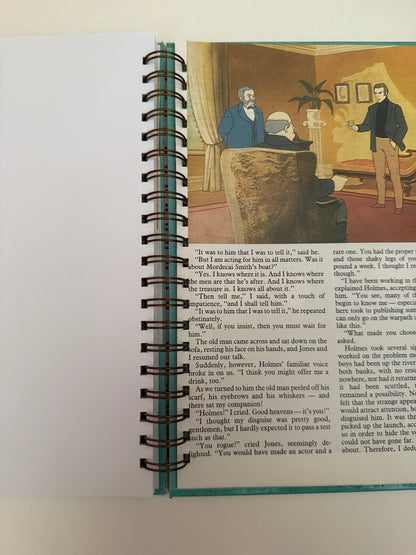 "It was to him that I was to tell it," said he.
"But I am acting for him in all matters. Was it
about Mordecai Smith's boat?"
"Yes. I knows where it is. And I knows where
the men are that he's after. And I knows where
the treasure is. I knows all about it."
"Then tell me," I said, with a touch of
impatience, "and I shall tell him."
"It was to him that I was to tell it," he repeated
obstinately.
"Well, if you insist, then you must wait for
him."
The old man came across and sat down on the
sofa, resting his face on his hands, and Jones and
I resumed our talk.
Suddenly, however, Holmes' familiar voice
broke in on us. "I think you might offer me a
drink, too."
As we turned to him the old man peeled off his
scarf, his eyebrows and his whiskers — and
there sat my companion!
"Holmes!" I cried. Good heavens — it's you!"
"I thought my disguise was pretty good,
gentlemen, but I hardly expected it to pass a test
such as that."
"You rogue!" cried Jones, seemingly de-
lighted. "You would have made an actor and a
rare one. You had the proper
and those shaky legs of you
pound a week. I thought I re
though."
"I have been working in th
explained Holmes, accepting
him. "You see, many of th
begin to know me — especia
here took to publishing som
can only go on the warpath u
like this."
"What made you choos
asked.
Holmes took several sip
worked on the problem m
boys had been up the river
both banks, with no resul
nowhere, nor had it returne
it had been scuttled, t
remained a possibility. No
felt that the strange appea
would attract attention, ho
disguised him. It was the
picked up the launch, acco
so in order to hide the v
could not have gone far.
about. Therefore, I dedu